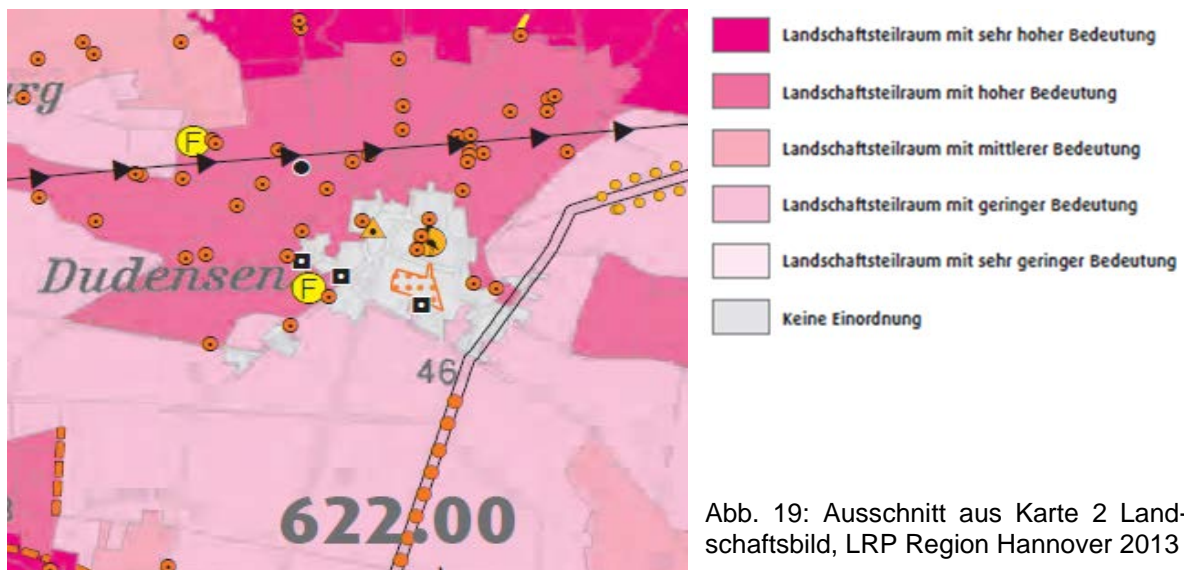 urg
F
Dudensen
F
46
622.00
Landschaftsteilraum mit sehr hoher Bedeutung
Landschaftsteilraum mit hoher Bedeutung
Landschaftsteilraum mit mittlerer Bedeutung
Landschaftsteilraum mit geringer Bedeutung
Landschaftsteilraum mit sehr geringer Bedeutung
Keine Einordnung
Abb. 19: Ausschnitt aus Karte 2 Land-
schaftsbild, LRP Region Hannover 2013